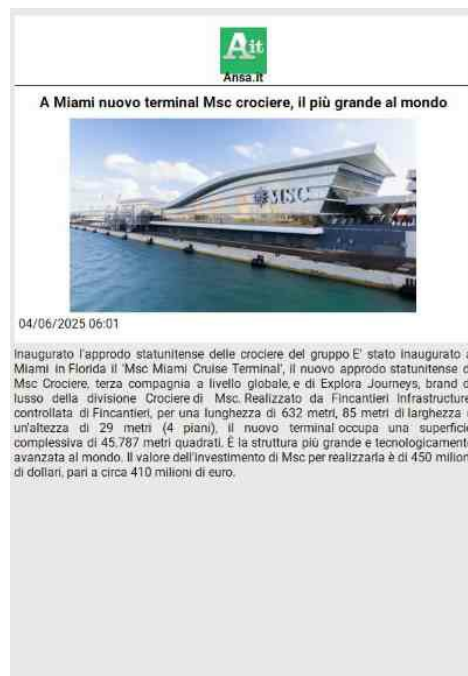 Ait
Ansa.it
A Miami nuovo terminal Msc crociere, il più grande al mondo
MSC
04/06/2025 06:01
Inaugurato l'approdo statunitense delle crociere del gruppo E' stato inaugurato a
Miami in Florida il 'Msc Miami Cruise Terminal', il nuovo approdo statunitense d
Msc Crociere, terza compagnia a livello globale, e di Explora Journeys, brand d
lusso della divisione Crociere di Msc. Realizzato da Fincantieri Infrastructure
controllata di Fincantieri, per una lunghezza di 632 metri, 85 metri di larghezza
un'altezza di 29 metri (4 piani), il nuovo terminal occupa una superfici
complessiva di 45.787 metri quadrati. È la struttura più grande e tecnologicament
avanzata al mondo. Il valore dell'investimento di Msc per realizzarla è di 450 milion
di dollari, pari a circa 410 milioni di euro.